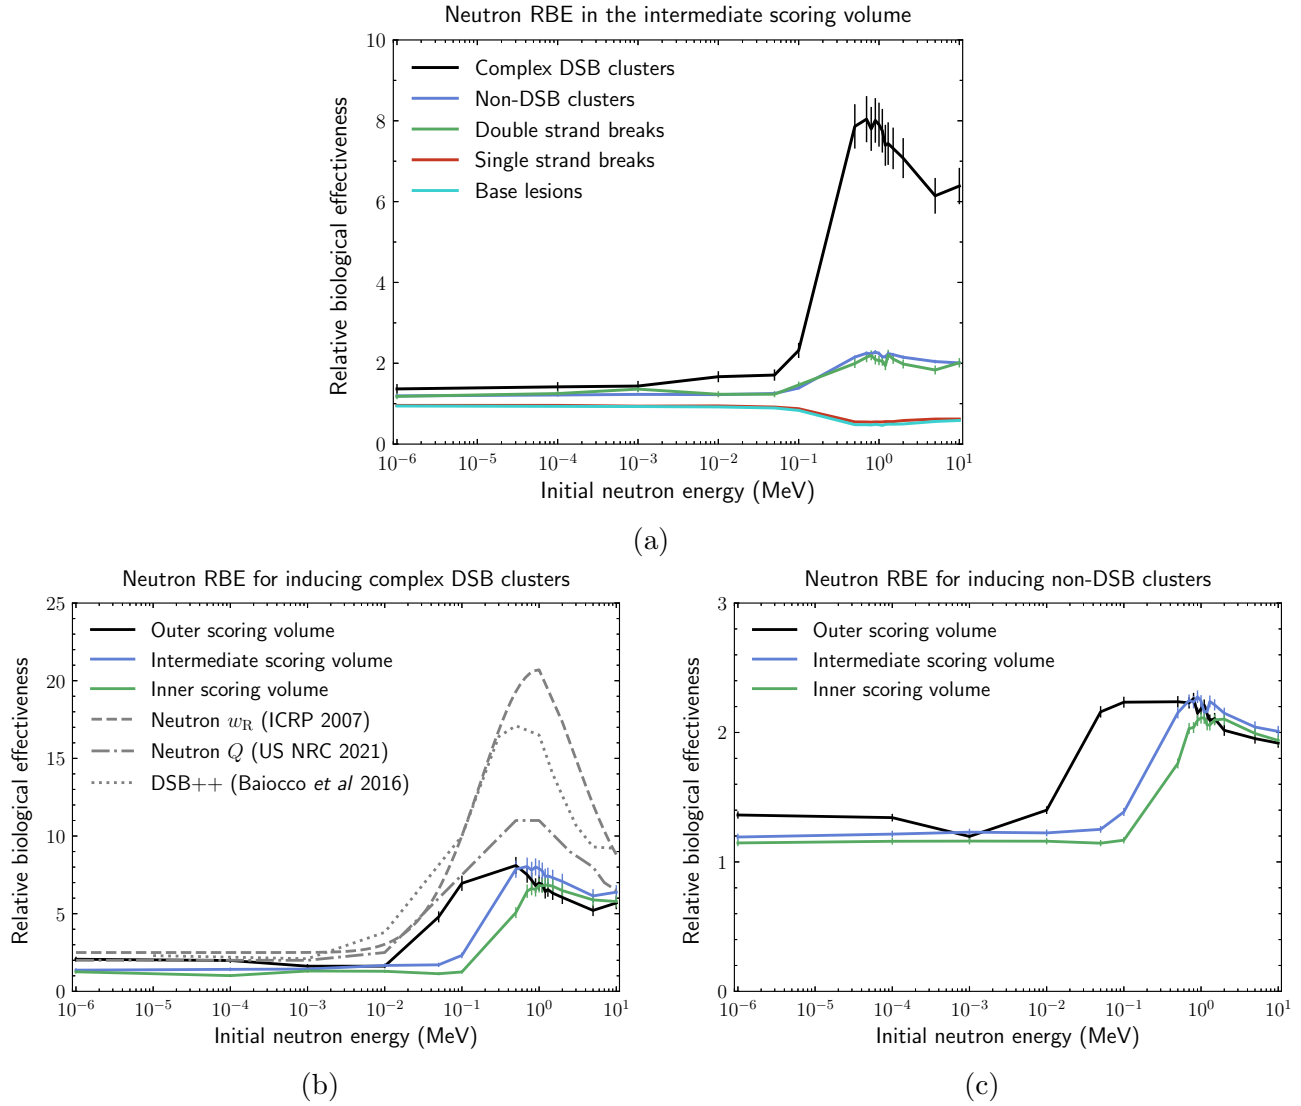 Neutron RBE in the intermediate scoring volume
Relative biological effectiveness
10
8
6
4
2
0
Complex DSB clusters
Non-DSB clusters
Double strand breaks
Single strand breaks
Base lesions
10⁻⁶ 10⁻⁵ 10⁻⁴ 10⁻³ 10⁻² 10⁻¹ 10⁰ 10¹
Initial neutron energy (MeV)
(a)
Neutron RBE for inducing complex DSB clusters
Relative biological effectiveness
25
20
15
10
5
0
Outer scoring volume
Intermediate scoring volume
Inner scoring volume
Neutron w_R (ICRP 2007)
Neutron Q (US NRC 2021)
DSB++ (Baiocco et al 2016)
10⁻⁶ 10⁻⁵ 10⁻⁴ 10⁻³ 10⁻² 10⁻¹ 10⁰ 10¹
Initial neutron energy (MeV)
(b)
Neutron RBE for inducing non-DSB clusters
Relative biological effectiveness
3
2
1
0
Outer scoring volume
Intermediate scoring volume
Inner scoring volume
10⁻⁶ 10⁻⁵ 10⁻⁴ 10⁻³ 10⁻² 10⁻¹ 10⁰ 10¹
Initial neutron energy (MeV)
(c)